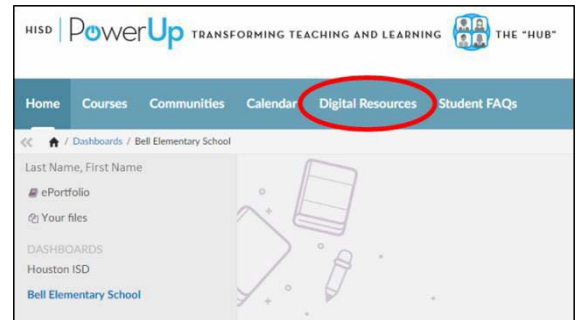 HISD PowerUp TRANSFORMING TEACHING AND LEARNING THE "HUB"
Home Courses Communities Calendar Digital Resources Student FAQs
/ Dashboards / Bell Elementary School
Last Name, First Name
ePortfolio
Your files
DASHBOARDS
Houston ISD
Bell Elementary School